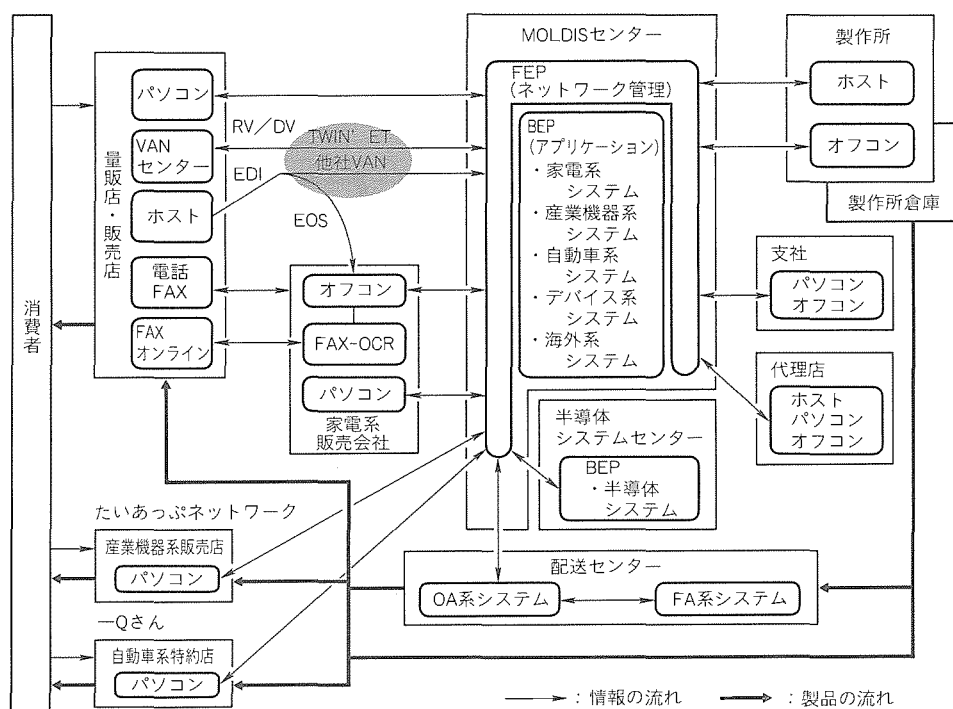 消費者
量販店・販売店
パソコン
VAN
センター
ホスト
電話
FAX
FAX
オンライン
RV／DV
EDI
EOS
TWIN' ET
他社VAN
オフコン
FAX-OCR
パソコン
家電系
販売会社
MOLDISセンター
FEP
(ネットワーク管理)
BEP
(アプリケーション)
・家電系
システム
・産業機器系
システム
・自動車系
システム
・デバイス系
システム
・海外系
システム
半導体
システムセンター
BEP
・半導体
システム
製作所
ホスト
オフコン
製作所倉庫
支社
パソコン
オフコン
代理店
ホスト
パソコン
オフコン
たいあっぷネットワーク
産業機器系販売店
パソコン
一Qさん
自動車系特約店
パソコン
配送センター
OA系システム
FA系システム
：情報の流れ
：製品の流れ